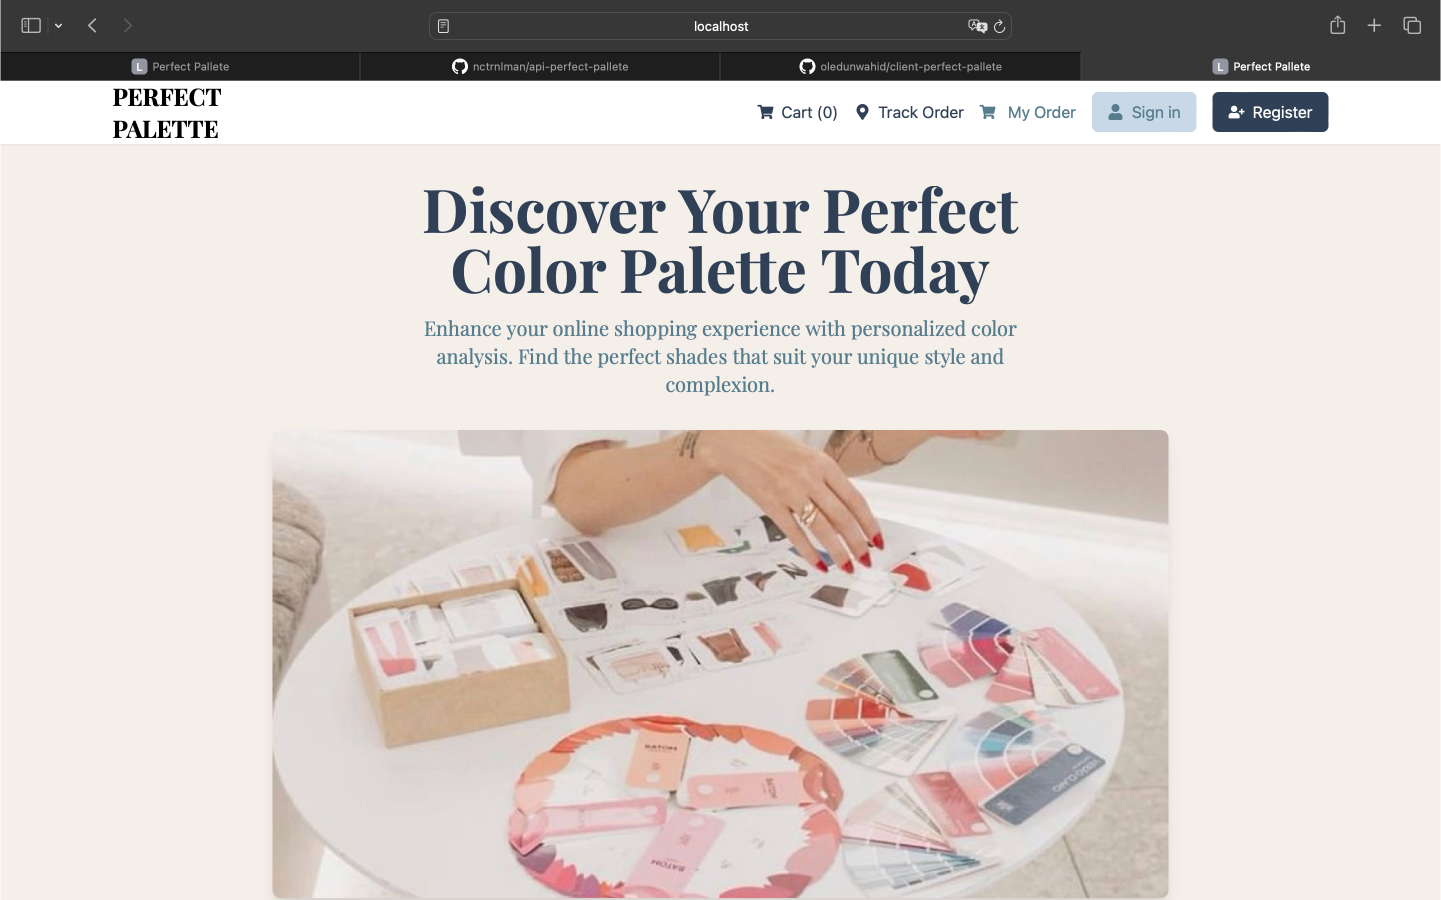 localhost
Perfect Pallete
nctrnlman/api-perfect-pallete
oledunwahid/client-perfect-pallete
Perfect Pallete
PERFECT
PALETTE
Cart (0)
Track Order
My Order
Sign in
Register
Discover Your Perfect
Color Palette Today
Enhance your online shopping experience with personalized color
analysis. Find the perfect shades that suit your unique style and
complexion.
BATOM
BATOM